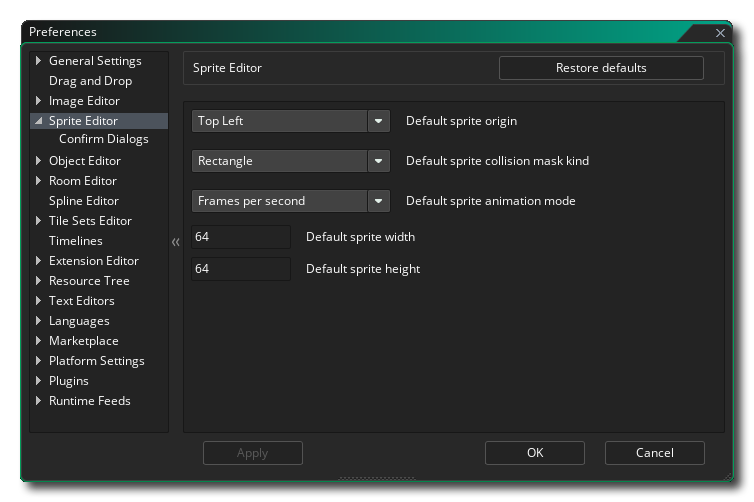 Preferences
General Settings
Drag and Drop
Image Editor
Sprite Editor
Confirm Dialogs
Object Editor
Room Editor
Spline Editor
Tile Sets Editor
Timelines
Extension Editor
Resource Tree
Text Editors
Languages
Marketplace
Platform Settings
Plugins
Runtime Feeds
Sprite Editor
Restore defaults
Top Left Default sprite origin
Rectangle Default sprite collision mask kind
Frames per second Default sprite animation mode
64 Default sprite width
64 Default sprite height
Apply OK Cancel